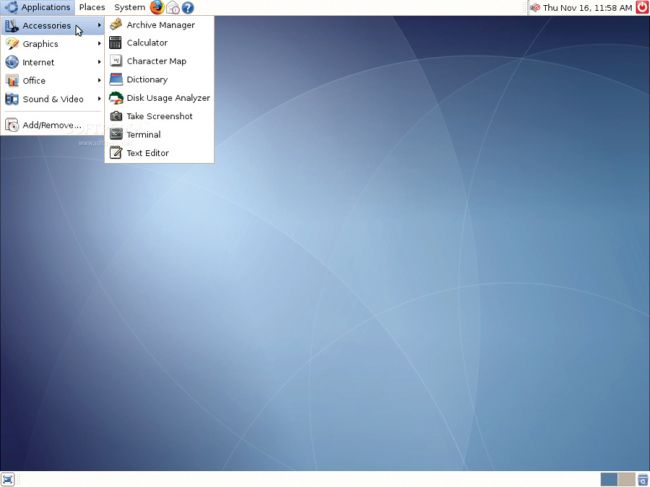 Applications Places System Thu Nov 16, 11:58 AM
Accessories
Graphics
Internet
Office
Sound & Video
Add/Remove...
Archive Manager
Calculator
Character Map
Dictionary
Disk Usage Analyzer
Take Screenshot
Terminal
Text Editor